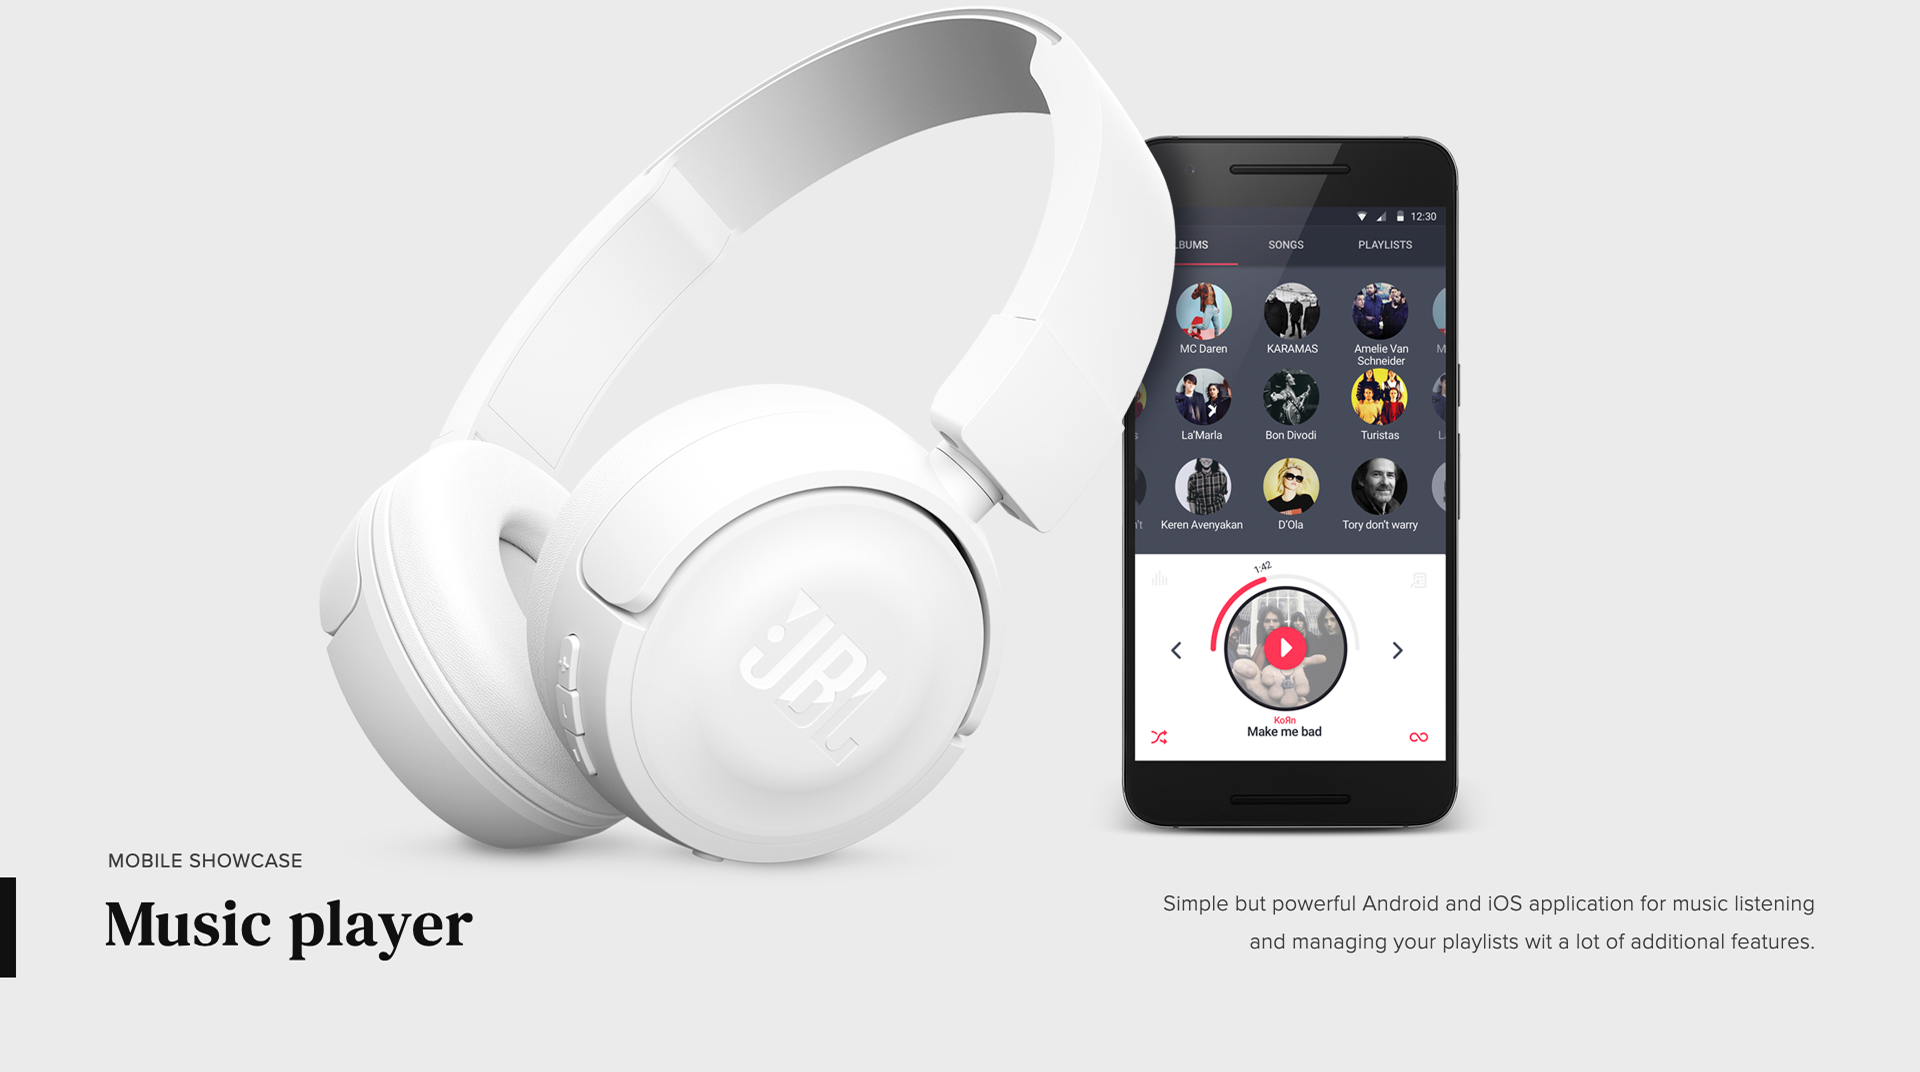 12:30
LBUMS SONGS PLAYLISTS
MC Daren KARAMAS Amelie Van M
Schneider
s La'Marla Bon Divodi Turistas L
n't Keren Avenyakan D'Ola Tory don't warry
1:42
JBL
KoЯn
Make me bad
MOBILE SHOWCASE
Music player
Simple but powerful Android and iOS application for music listening
and managing your playlists wit a lot of additional features.